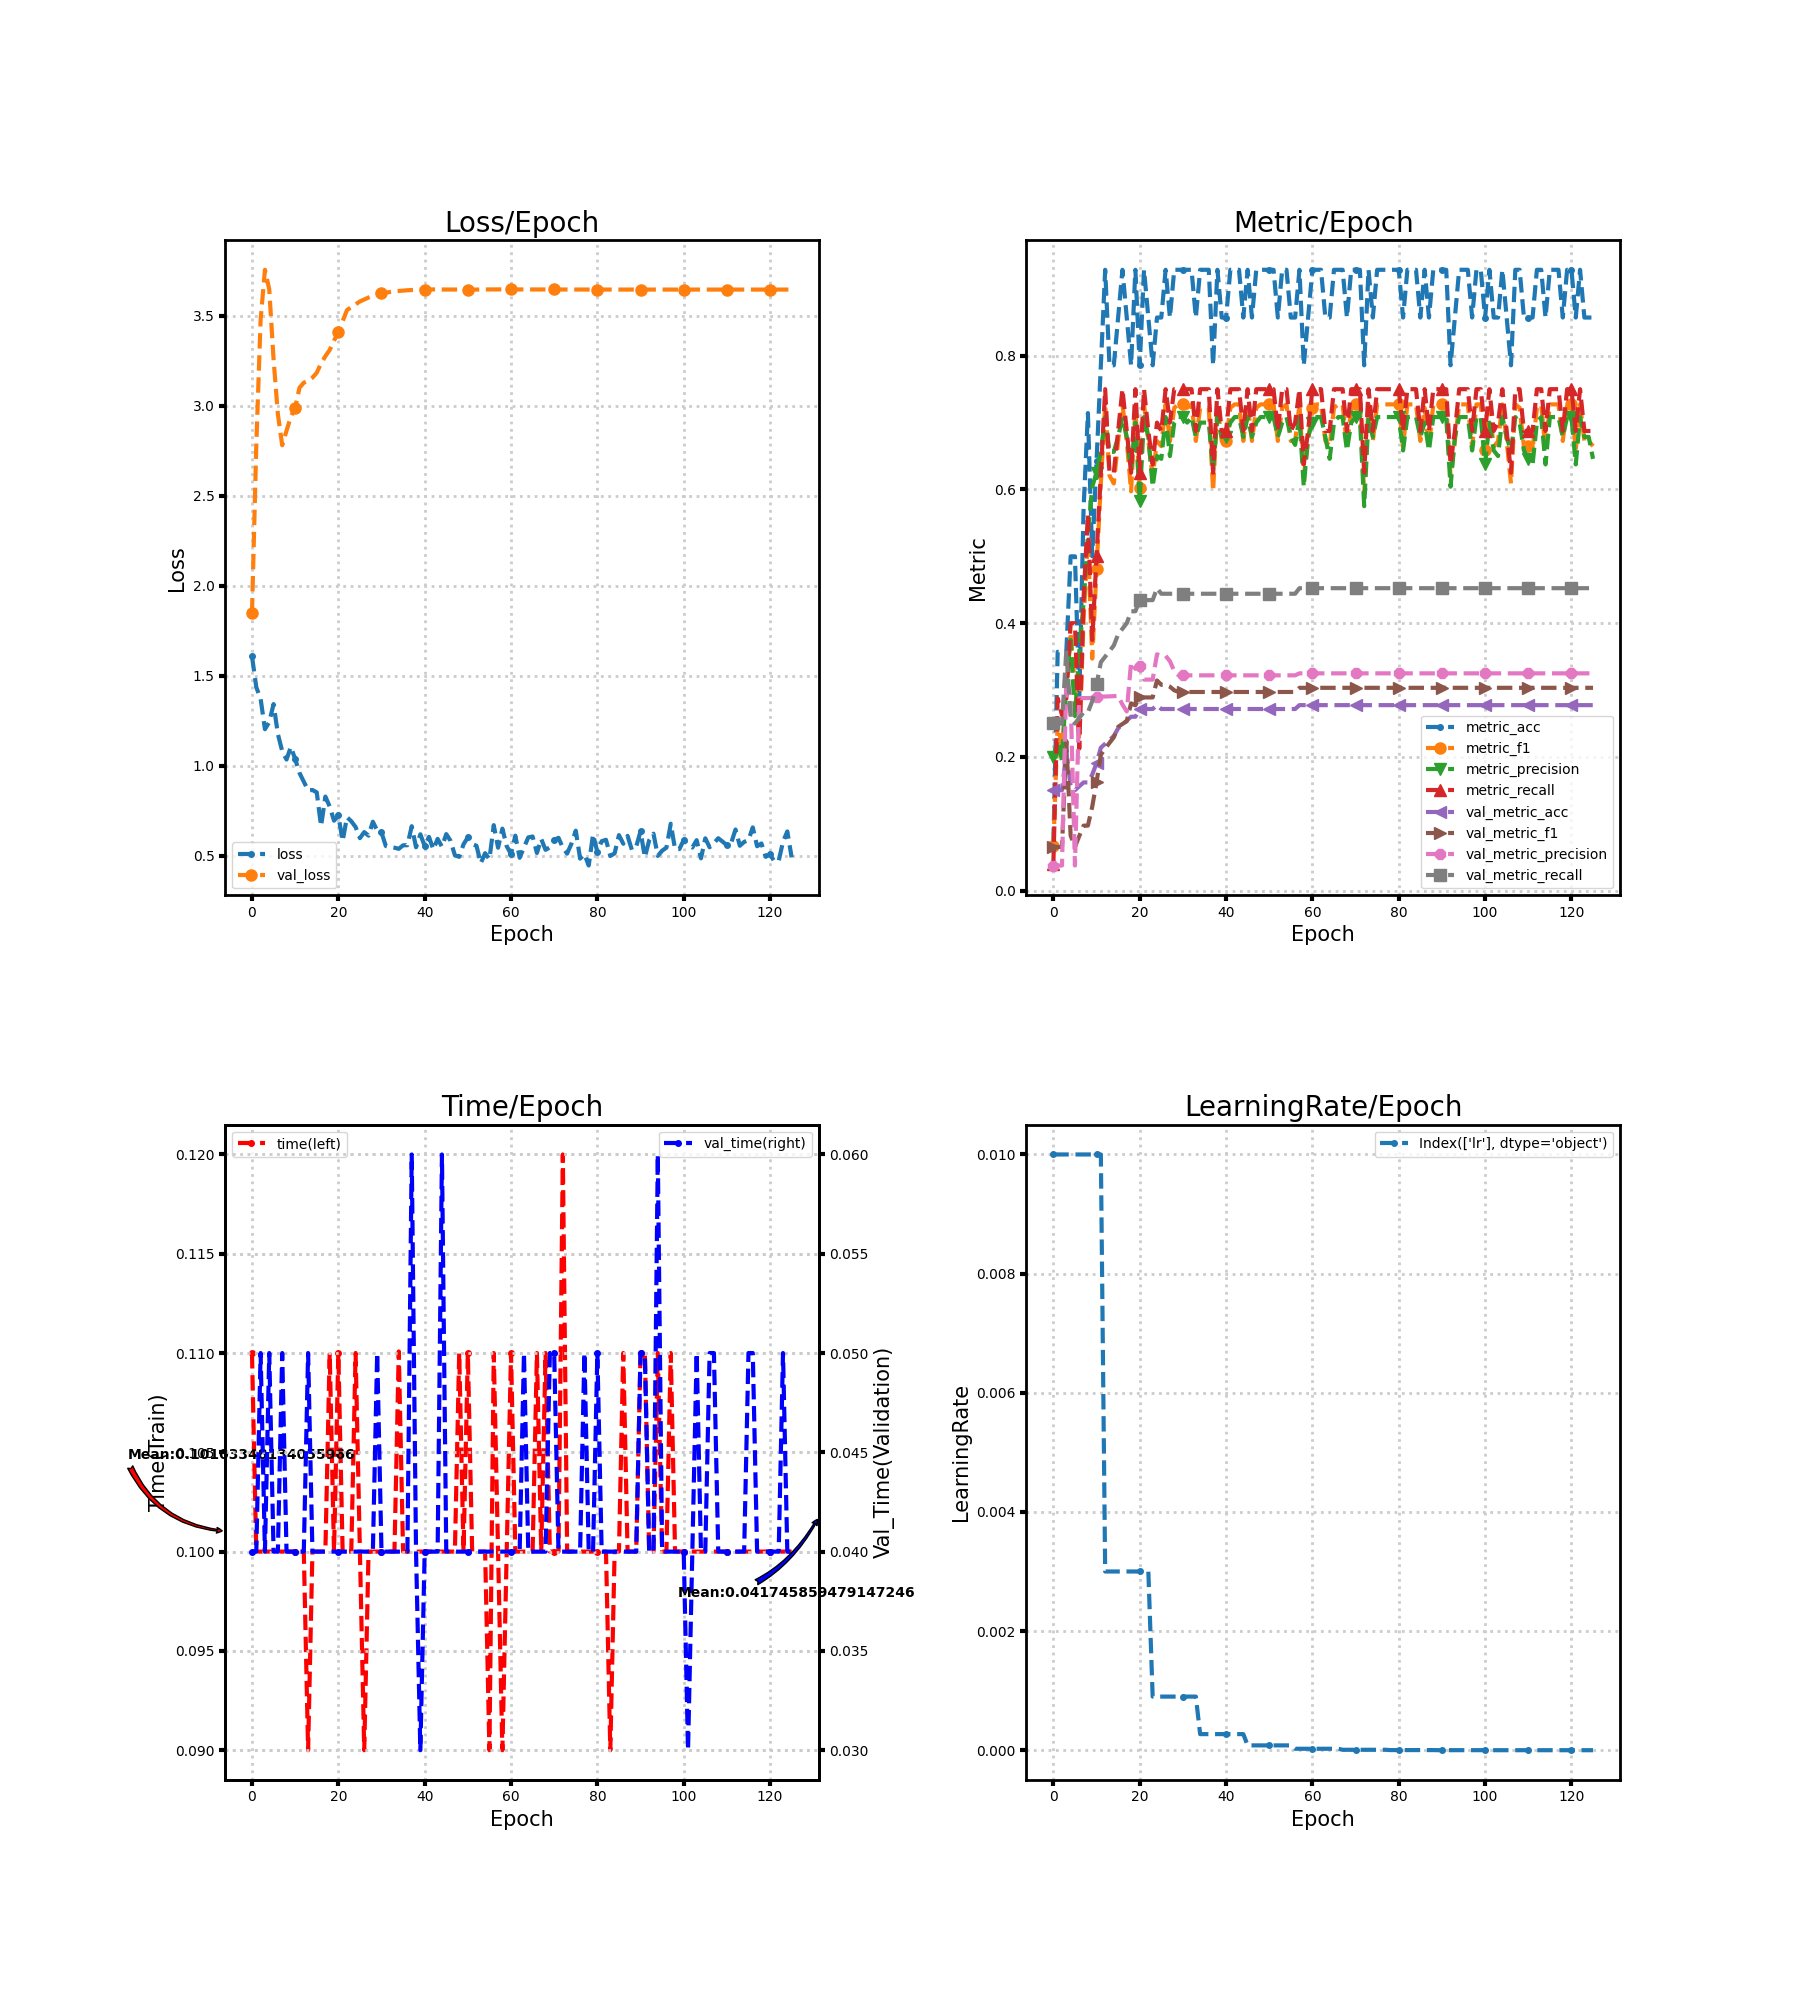 Loss/Epoch
3.5
3.0
2.5
2.0
1.5
1.0
0.5
Loss
loss
val_loss
0 20 40 60 80 100 120
Epoch
Metric/Epoch
0.8
0.6
0.4
0.2
0.0
Metric
metric_acc
metric_f1
metric_precision
metric_recall
val_metric_acc
val_metric_f1
val_metric_precision
val_metric_recall
0 20 40 60 80 100 120
Epoch
Time/Epoch
time(left)
val_time(right)
0.120
0.115
0.110
0.105
0.100
0.095
0.090
0.060
0.055
0.050
0.045
0.040
0.035
0.030
Val_Time(Validation)
Mean:0.041745859479147246
0 20 40 60 80 100 120
Epoch
LearningRate/Epoch
Index(['lr'], dtype='object')
0.010
0.008
0.006
0.004
0.002
0.000
LearningRate
0 20 40 60 80 100 120
Epoch